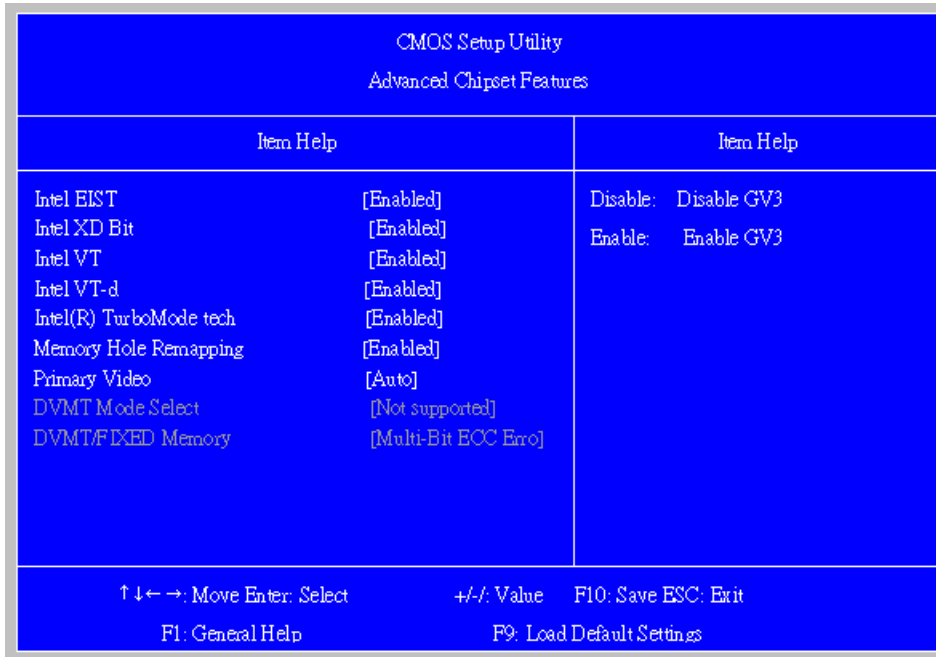 CMOS Setup Utility
Advanced Chipset Features
Item Help
Item Help
Intel EIST [Enabled]
Intel XD Bit [Enabled]
Intel VT [Enabled]
Intel VT-d [Enabled]
Intel(R) TurboMode tech [Enabled]
Memory Hole Remapping [Enabled]
Primary Video [Auto]
DVMT Mode Select [Not supported]
DVMT/FIXED Memory [Multi-Bit ECC Erro]
Disable: Disable GV3
Enable: Enable GV3
↑↓←→: Move Enter: Select +/-/: Value F10: Save ESC: Exit
F1: General Help F9: Load Default Settings